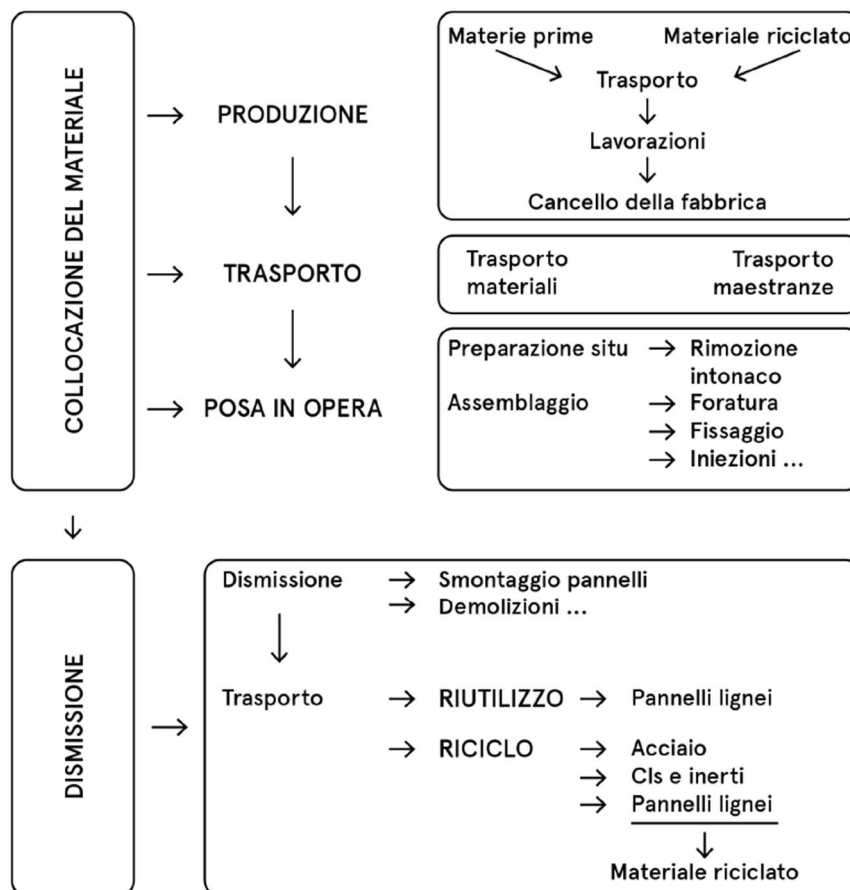 COLLOCAZIONE DEL MATERIALE
PRODUZIONE
TRASPORTO
POSA IN OPERA
Materie prime
Materiale riciclato
Trasporto
Lavorazioni
Cancello della fabbrica
Trasporto
materiali
Trasporto
maestranze
Preparazione situ
Rimozione
intonaco
Assemblaggio
Foratura
Fissaggio
Iniezioni ...
DISMISSIONE
Dismissione
Smontaggio pannelli
Demolizioni ...
Trasporto
RIUTILIZZO
Pannelli lignei
RICICLO
Acciaio
Cls e inerti
Pannelli lignei
Materiale riciclato